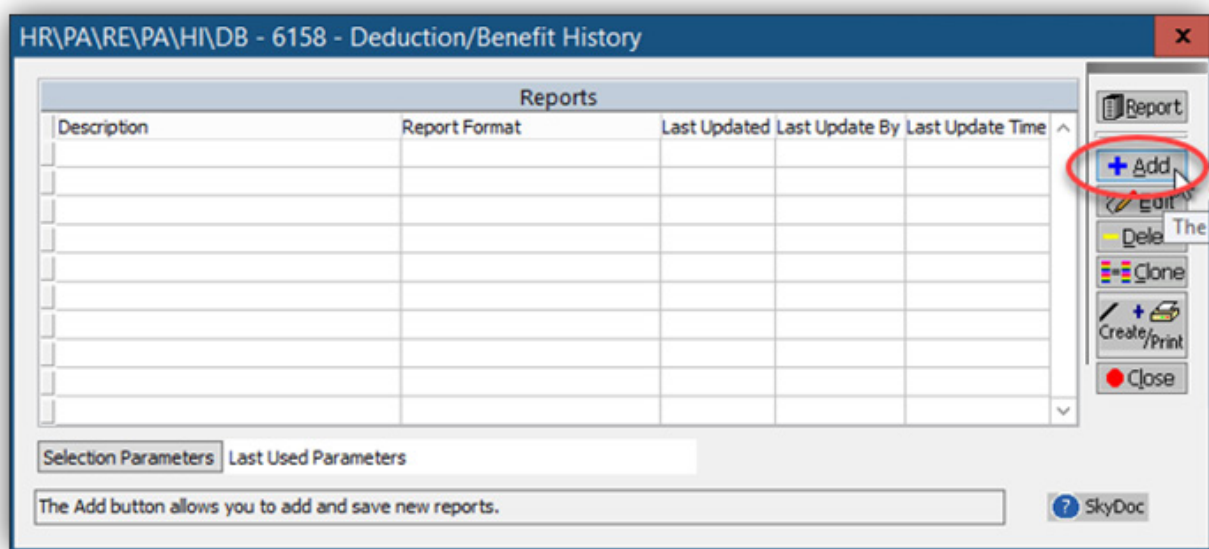 HR\PA\RE\PA\HI\DB - 6158 - Deduction/Benefit History
x
Reports
Description Report Format Last Updated Last Update By Last Update Time
Report
Add
Edit
The
Dele
Clone
Create/Print
Close
Selection Parameters Last Used Parameters
The Add button allows you to add and save new reports.
? SkyDoc